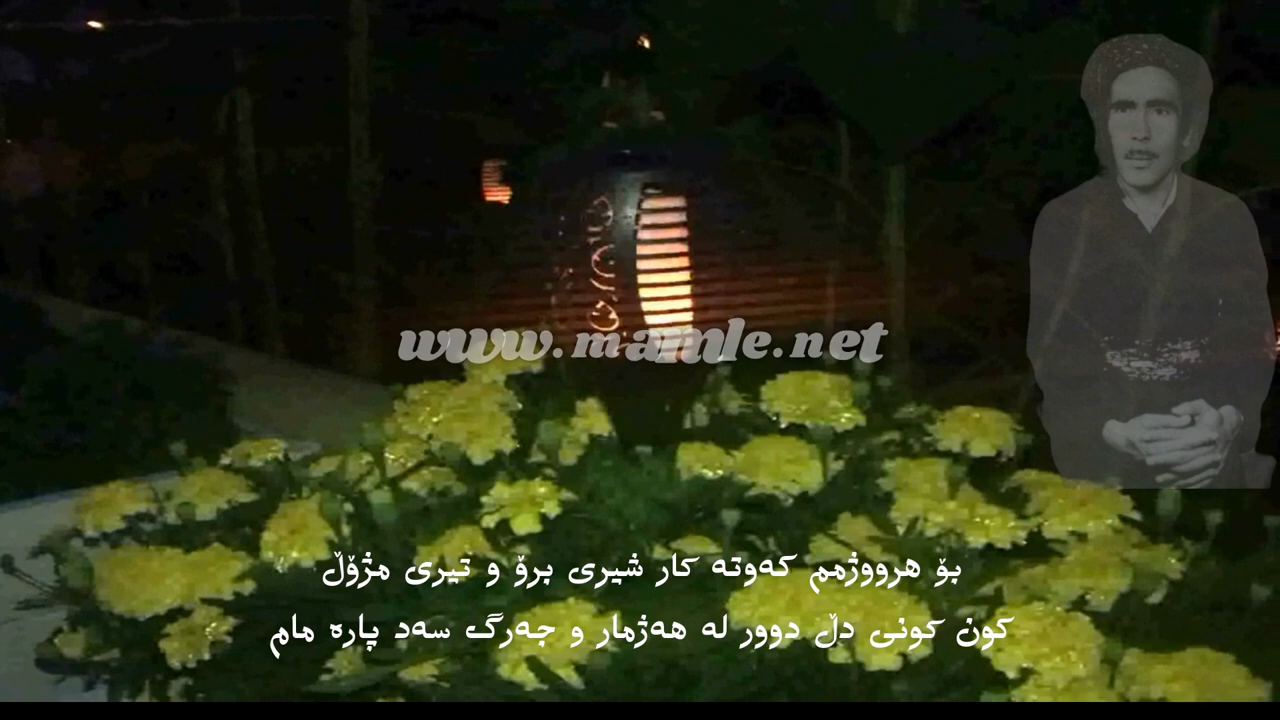 www.mamle.net
بۆ هرووژمم کەوتە کار شیری برۆ و تیری مژۆڵ
کون کونی دڵ دوور لە هەژمار و جەرگ سەد پارە مام